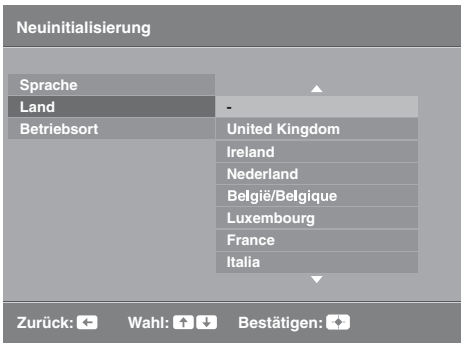 Neuinitialisierung
Sprache
Land -
Betriebsort United Kingdom
Ireland
Nederland
België/Belgique
Luxembourg
France
Italia
Zurück: Wahl: Bestätigen: